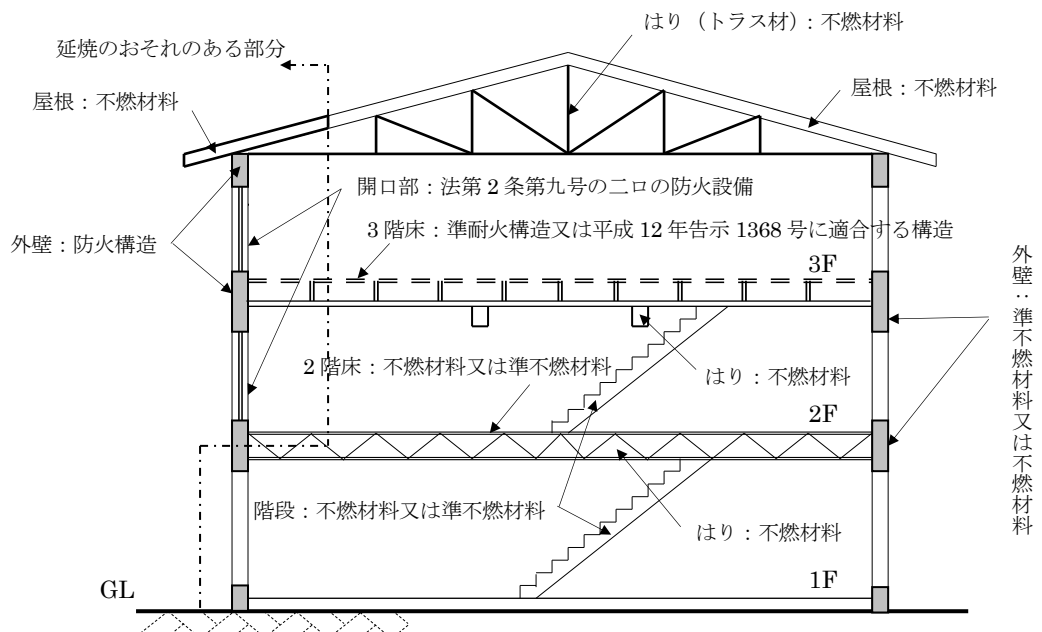 はり（トラス材）：不燃材料
延焼のおそれのある部分
屋根：不燃材料
屋根：不燃材料
開口部：法第2条第九号の二ロの防火設備
3階床：準耐火構造又は平成12年告示1368号に適合する構造
外壁：防火構造
3F
外壁：準不燃材料又は不燃材料
2階床：不燃材料又は準不燃材料
はり：不燃材料
2F
階段：不燃材料又は準不燃材料
はり：不燃材料
1F
GL